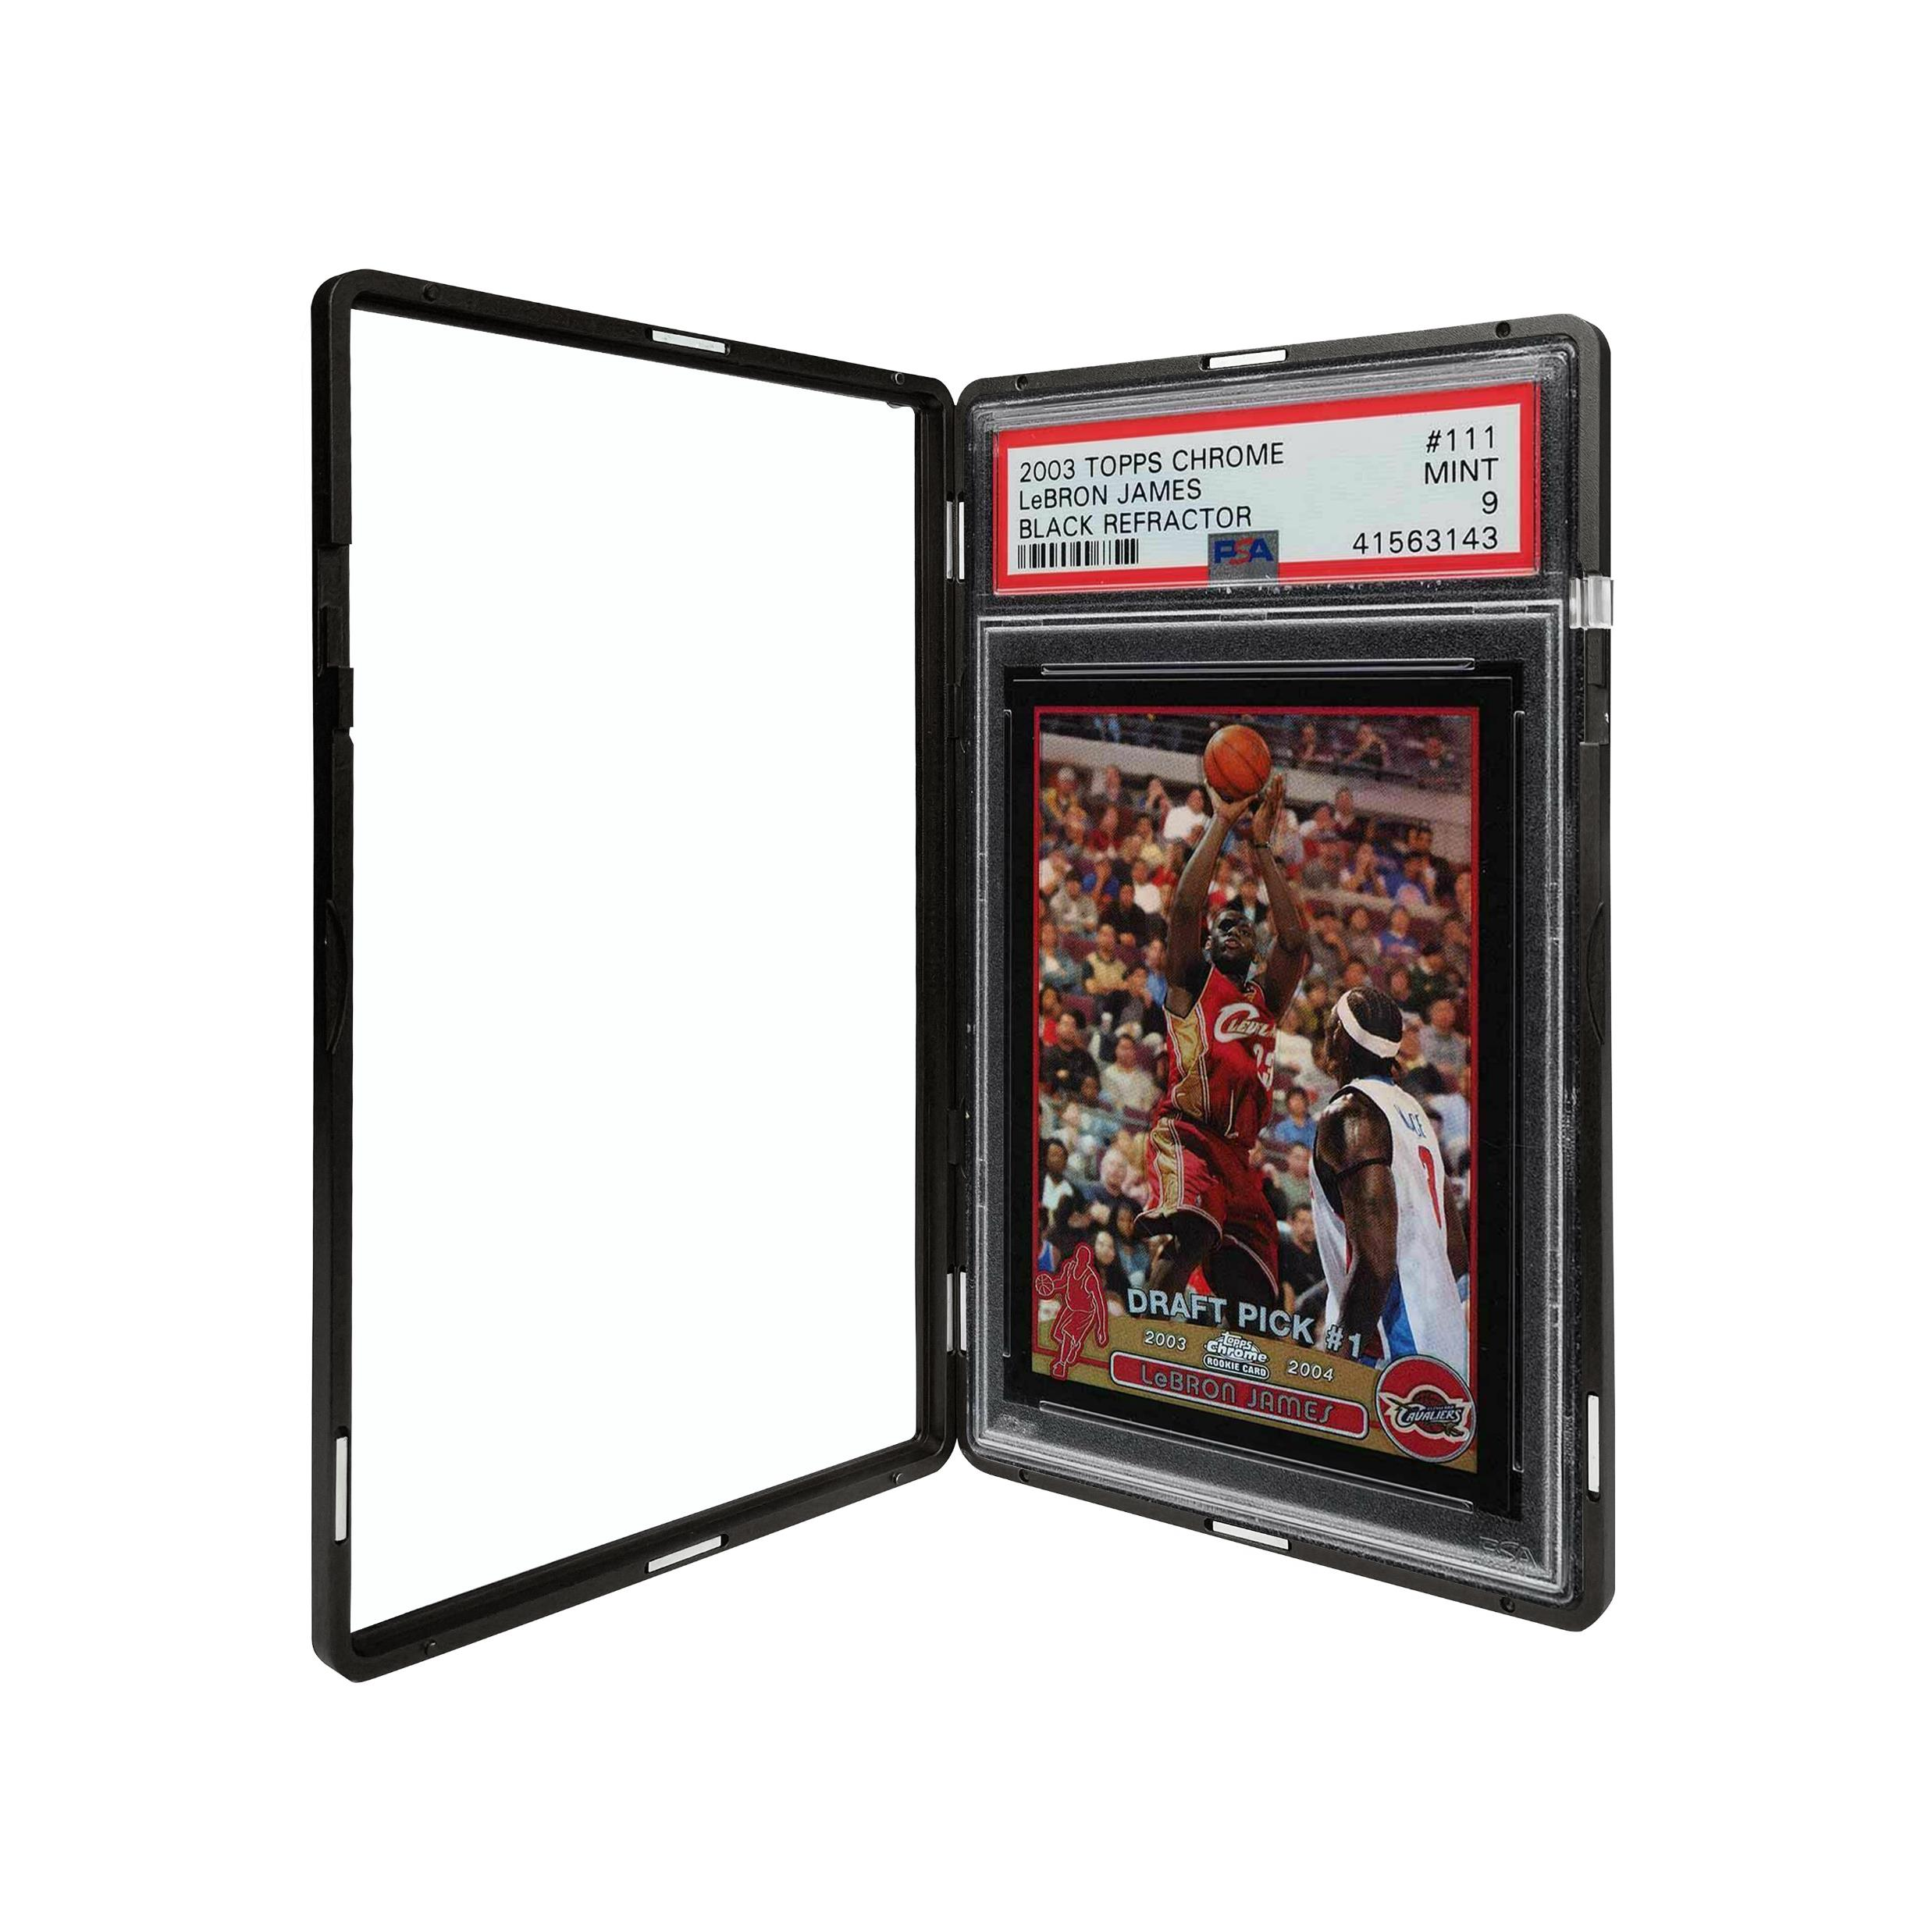 2003 TOPPS CHROME
LeBRON JAMES
BLACK REFRACTOR
#111
MINT
9
41563143
PSA
DRAFT PICK #1
2003
Topps
Chrome
ROOKIE CARD
2004
LeBRON JAMES
CAVALIERS
PSA